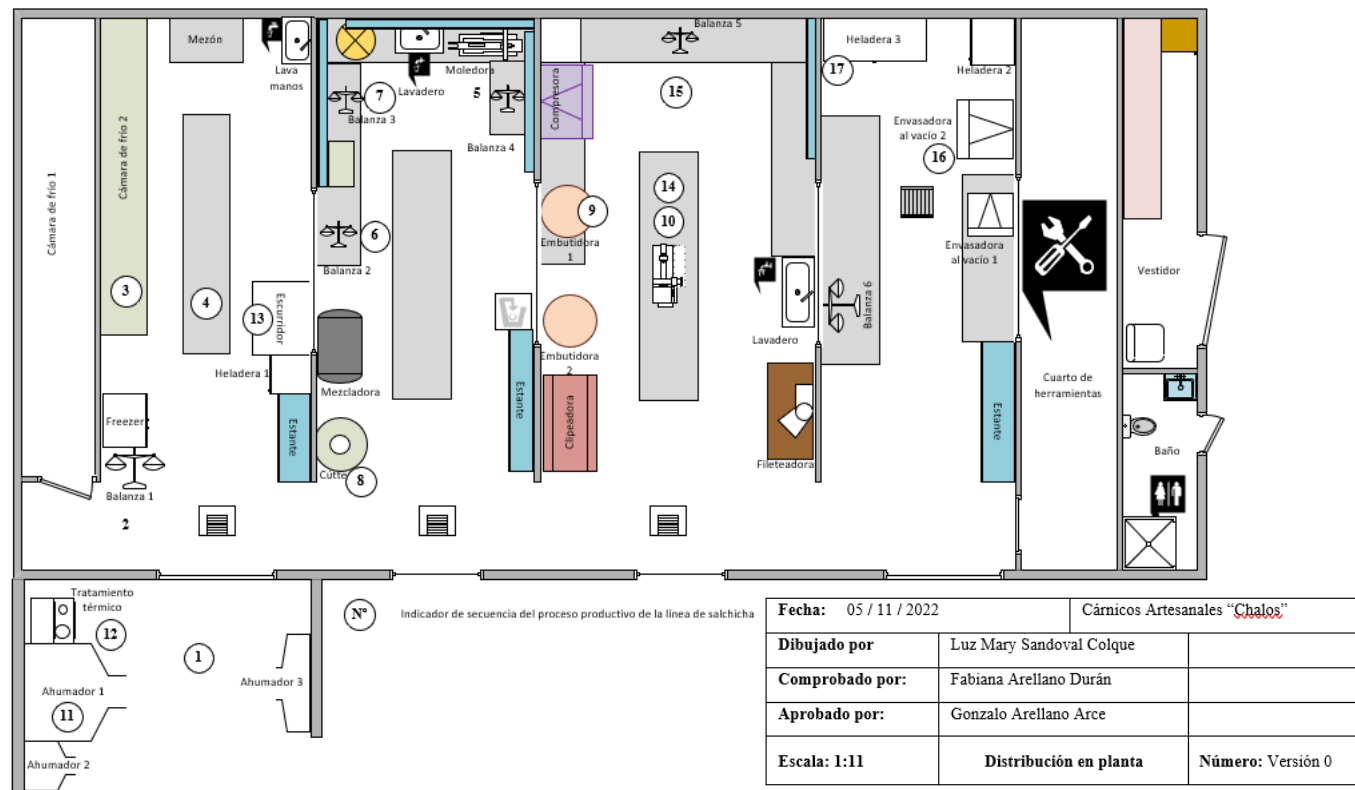 Balanza 5
Mezón
Heladera 3
Lava
manos
Moledora
Heladera 2
17
7
Lavadero
5
15
Compresora
Balanza 3
Envasadora
al vacío 2
Balanza 4
16
Cámara de frío 2
Cámara de frío 1
14
9
10
6
Embutidora
1
Envasadora
al vacío 1
Balanza 2
Vestidor
3
4
13
Escurridor
Balanza 6
Lavadero
Embutidora
2
Heladera 1
Mezcladora
Cuarto de
herramientas
Estante
Estante
Clipeadora
Estante
Freezer
Baño
Fileteadora
Cutte
8
Balanza 1
2
Tratamiento
térmico
12
1
Ahumador 3
Ahumador 1
11
Ahumador 2
N° Indicador de secuencia del proceso productivo de la línea de salchicha
Fecha: 05 / 11 / 2022 Cárnicos Artesanales “Chalos”
Dibujado por Luz Mary Sandoval Colque
Comprobado por: Fabiana Arellano Durán
Aprobado por: Gonzalo Arellano Arce
Escala: 1:11 Distribución en planta Número: Versión 0